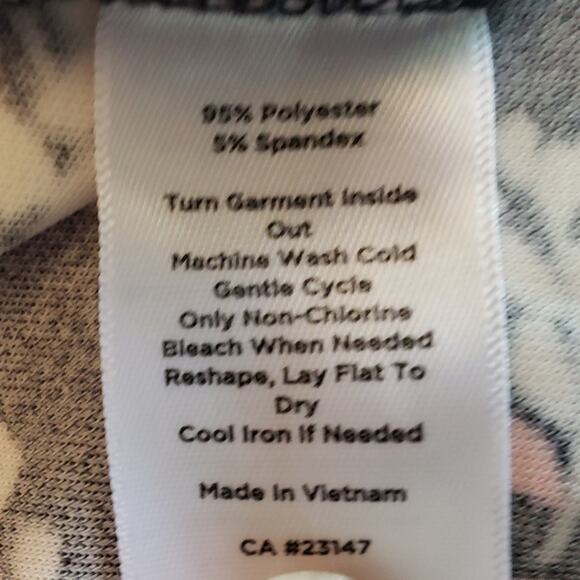 95% Polyester
5% Spandex
Turn Garment Inside
Out
Machine Wash Cold
Gentle Cycle
Only Non-Chlorine
Bleach When Needed
Reshape, Lay Flat To
Dry
Cool Iron If Needed
Made In Vietnam
CA #23147